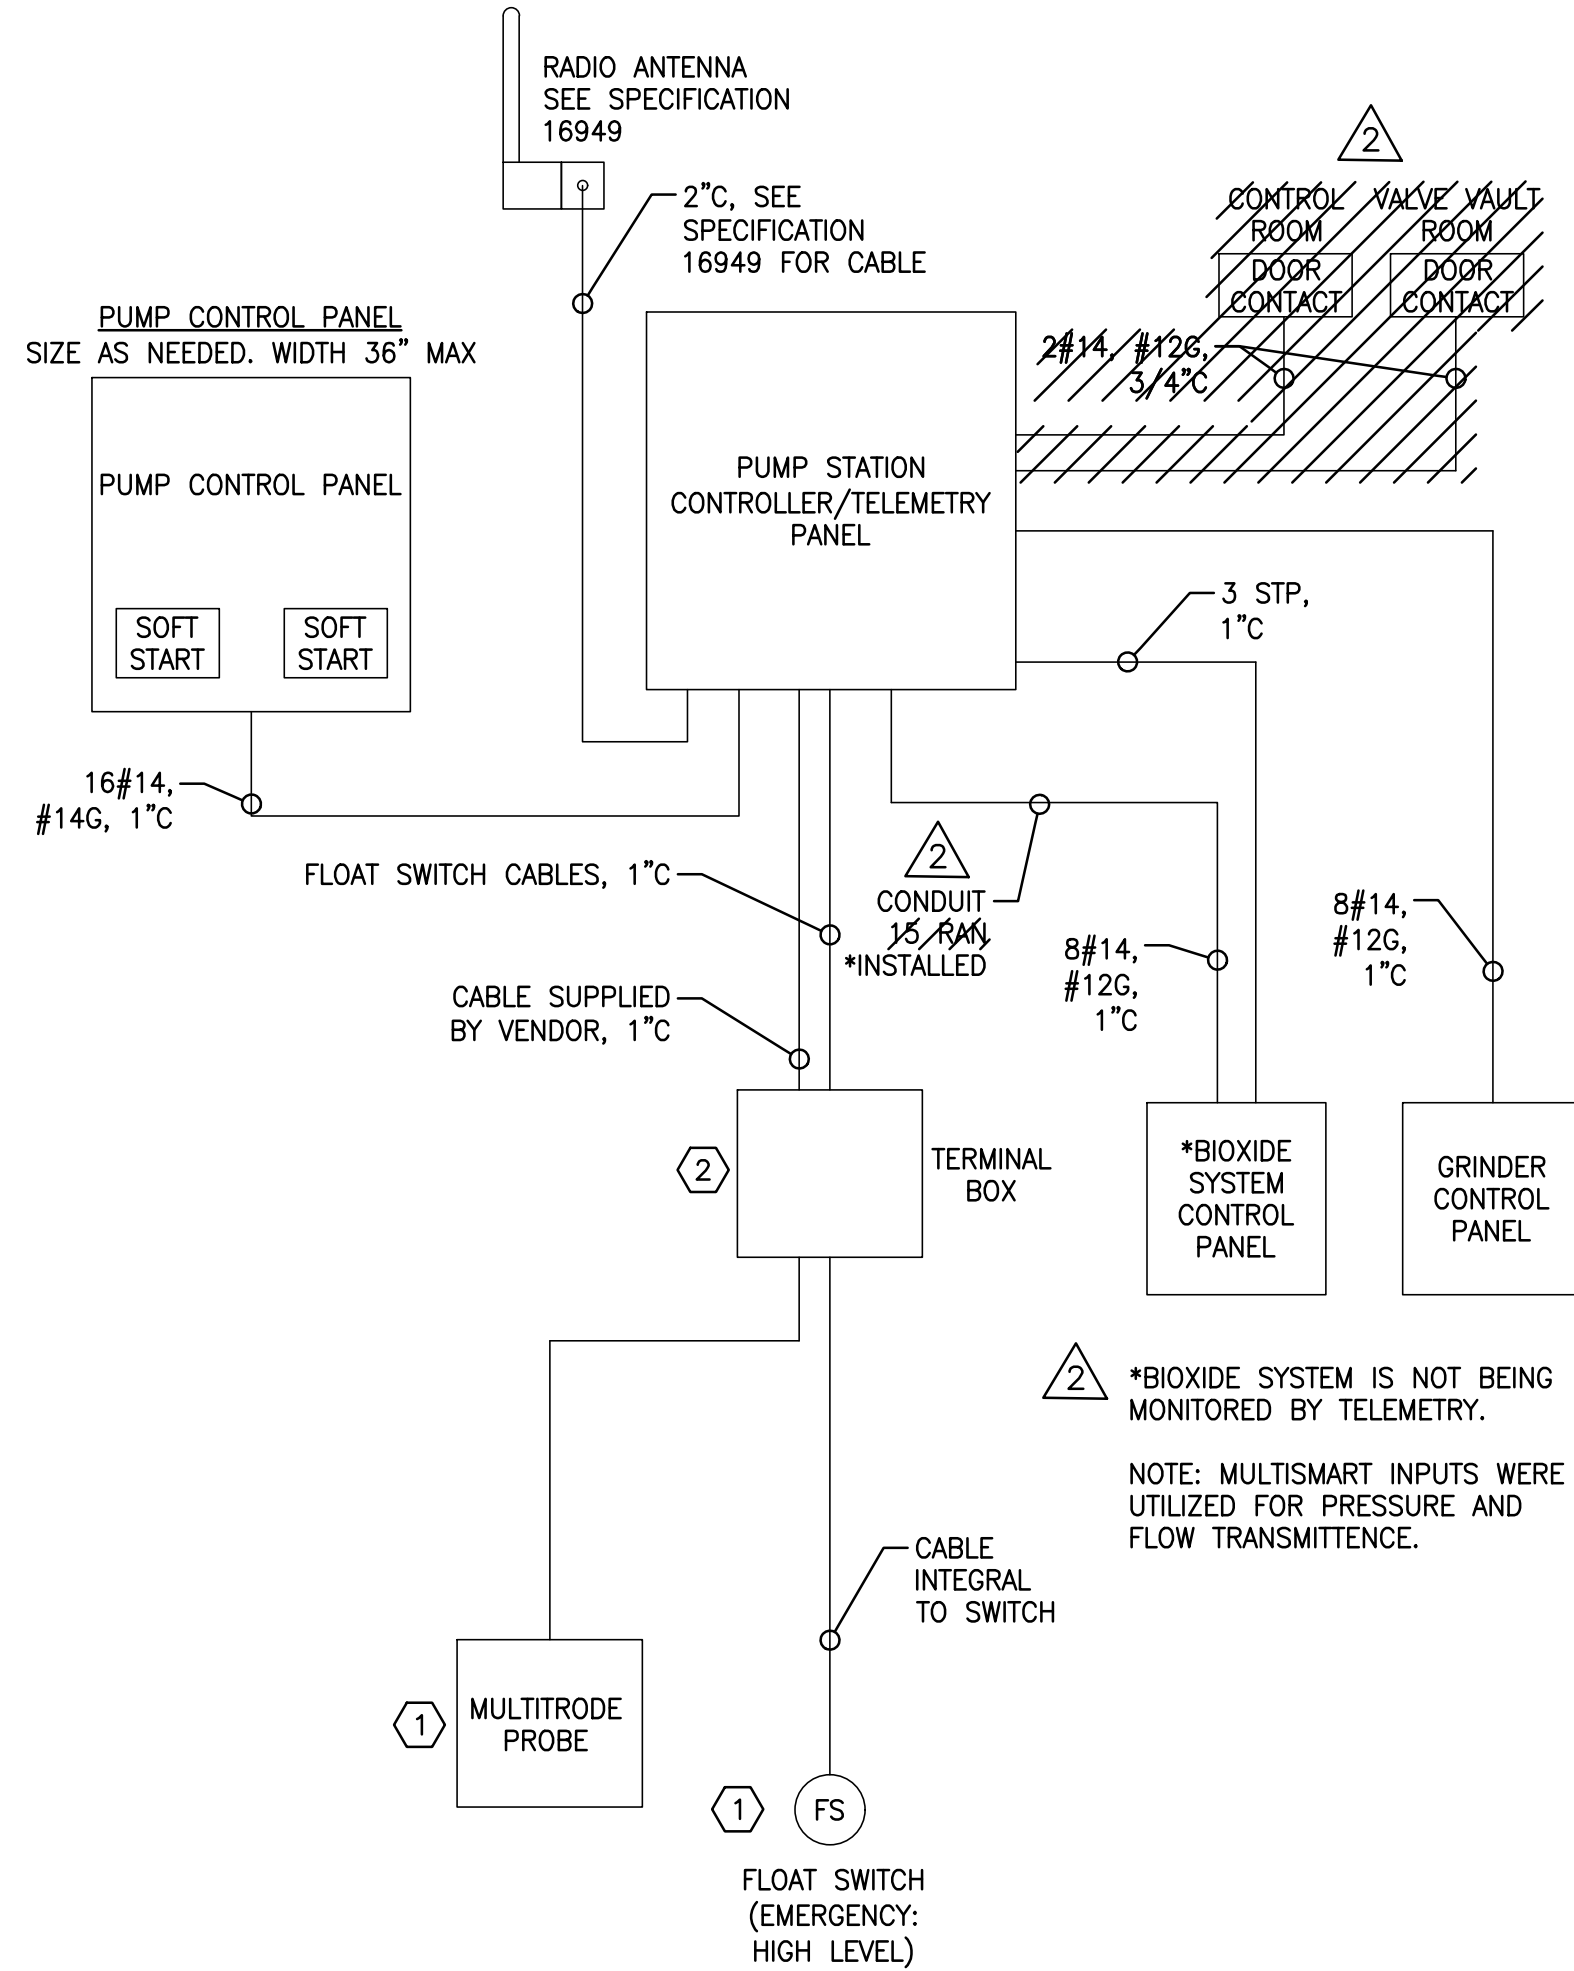 RADIO ANTENNA
SEE SPECIFICATION
16949
2"C, SEE
SPECIFICATION
16949 FOR CABLE
2
CONTROL
ROOM
VALVE VAULT
ROOM
DOOR
CONTACT
DOOR
CONTACT
2#14, #12G,
3/4"C
PUMP CONTROL PANEL
SIZE AS NEEDED. WIDTH 36" MAX
PUMP CONTROL PANEL
SOFT
START
SOFT
START
PUMP STATION
CONTROLLER/TELEMETRY
PANEL
3 STP,
1"C
16#14,
#14G, 1"C
FLOAT SWITCH CABLES, 1"C
2
CONDUIT
15 RAN
*INSTALLED
8#14,
#12G,
1"C
8#14,
#12G,
1"C
CABLE SUPPLIED
BY VENDOR, 1"C
2
TERMINAL
BOX
*BIOXIDE
SYSTEM
CONTROL
PANEL
GRINDER
CONTROL
PANEL
2
*BIOXIDE SYSTEM IS NOT BEING
MONITORED BY TELEMETRY.
NOTE: MULTISMART INPUTS WERE
UTILIZED FOR PRESSURE AND
FLOW TRANSMITTENCE.
CABLE
INTEGRAL
TO SWITCH
1
MULTITRODE
PROBE
1
FS
FLOAT SWITCH
(EMERGENCY:
HIGH LEVEL)